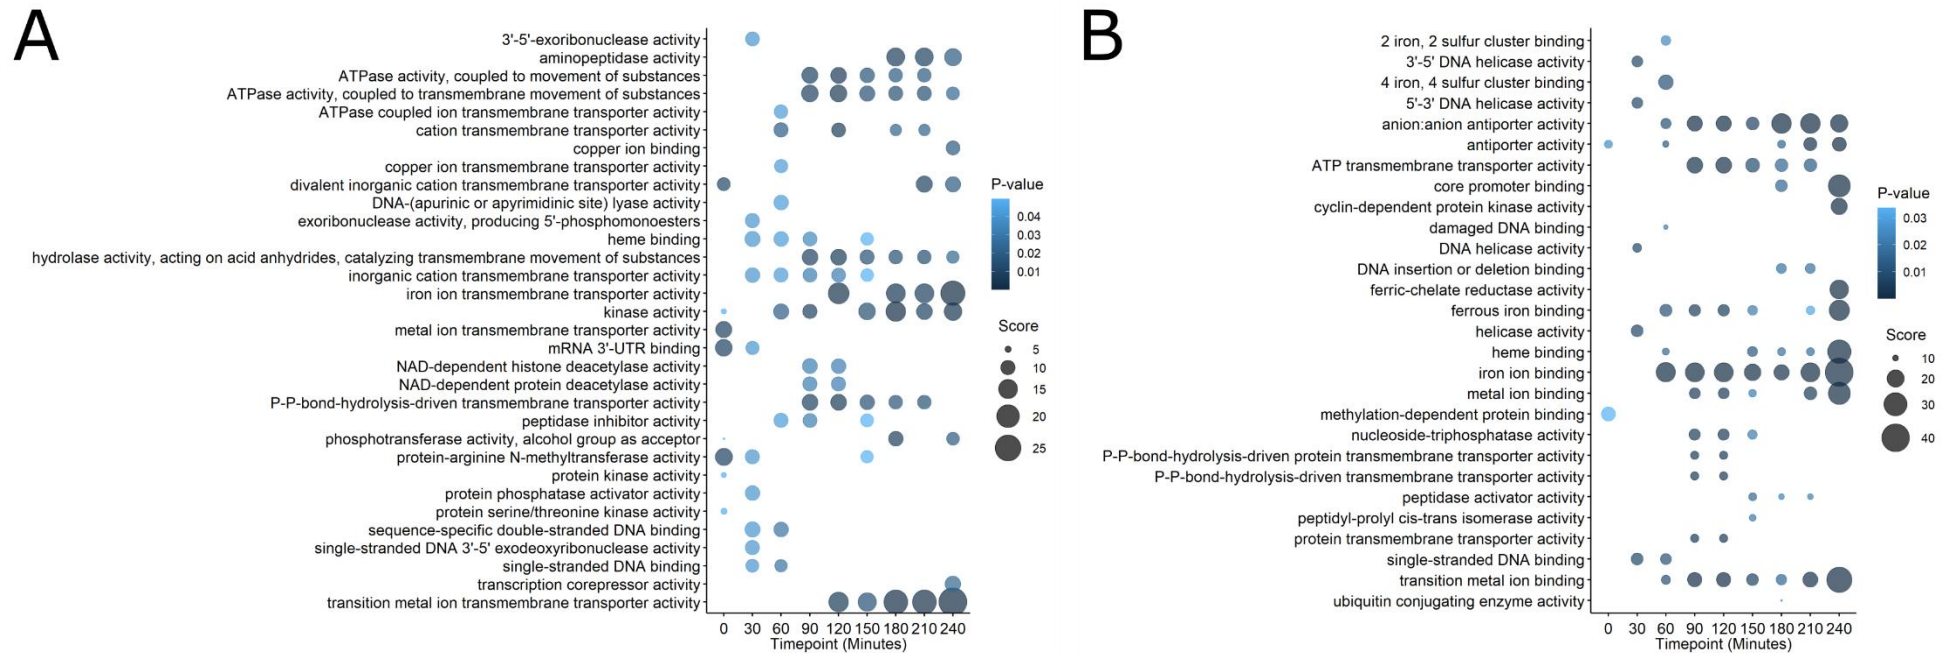 A
3'-5'-exoribonuclease activity
aminopeptidase activity
ATPase activity, coupled to movement of substances
ATPase activity, coupled to transmembrane movement of substances
ATPase coupled ion transmembrane transporter activity
cation transmembrane transporter activity
copper ion binding
copper ion transmembrane transporter activity
divalent inorganic cation transmembrane transporter activity
DNA-(apurinic or apyrimidinic site) lyase activity
exoribonuclease activity, producing 5'-phosphomonoesters
heme binding
hydrolase activity, acting on acid anhydrides, catalyzing transmembrane movement of substances
inorganic cation transmembrane transporter activity
iron ion transmembrane transporter activity
kinase activity
metal ion transmembrane transporter activity
mRNA 3'-UTR binding
NAD-dependent histone deacetylase activity
NAD-dependent protein deacetylase activity
P-P-bond-hydrolysis-driven transmembrane transporter activity
peptidase inhibitor activity
phosphotransferase activity, alcohol group as acceptor
protein-arginine N-methyltransferase activity
protein kinase activity
protein phosphatase activator activity
protein serine/threonine kinase activity
sequence-specific double-stranded DNA binding
single-stranded DNA 3'-5' exodeoxyribonuclease activity
single-stranded DNA binding
transcription corepressor activity
transition metal ion transmembrane transporter activity
0 30 60 90 120 150 180 210 240
Timepoint (Minutes)
P-value
0.04
0.03
0.02
0.01
Score
5
10
15
20
25
B
2 iron, 2 sulfur cluster binding
3'-5' DNA helicase activity
4 iron, 4 sulfur cluster binding
5'-3' DNA helicase activity
anion:anion antiporter activity
antiporter activity
ATP transmembrane transporter activity
core promoter binding
cyclin-dependent protein kinase activity
damaged DNA binding
DNA helicase activity
DNA insertion or deletion binding
ferric-chelate reductase activity
ferrous iron binding
helicase activity
heme binding
iron ion binding
metal ion binding
methylation-dependent protein binding
nucleoside-triphosphatase activity
P-P-bond-hydrolysis-driven protein transmembrane transporter activity
P-P-bond-hydrolysis-driven transmembrane transporter activity
peptidase activator activity
peptidyl-prolyl cis-trans isomerase activity
protein transmembrane transporter activity
single-stranded DNA binding
transition metal ion binding
ubiquitin conjugating enzyme activity
0 30 60 90 120 150 180 210 240
Timepoint (Minutes)
P-value
0.03
0.02
0.01
Score
10
20
30
40